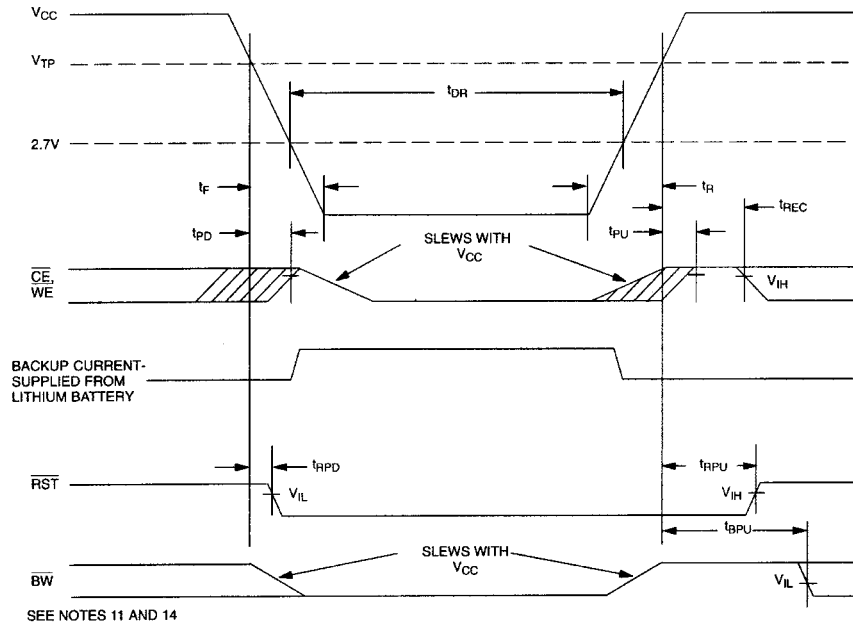 VCC
VTP
tDR
2.7V
tF
tR
tREC
tPD
tPU
SLEWS WITH
VCC
CE,
WE
VIH
BACKUP CURRENT-
SUPPLIED FROM
LITHIUM BATTERY
tRPD
tRPU
RST
VIL
VIH
tBPU
SLEWS WITH
VCC
BW
VIL
SEE NOTES 11 AND 14